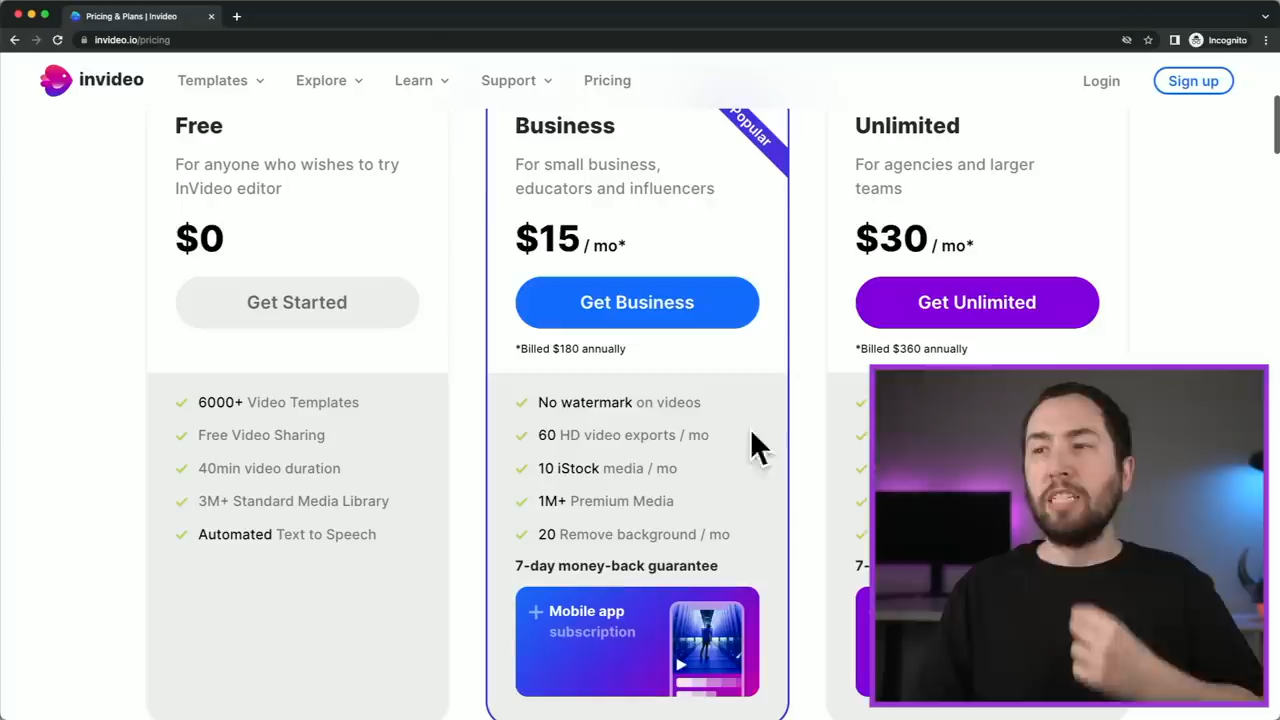 Pricing & Plans | Invideo
invideo.io/pricing
Incognito
invideo
Templates
Explore
Learn
Support
Pricing
Login
Sign up
Free
For anyone who wishes to try
InVideo editor
$0
Get Started
6000+ Video Templates
Free Video Sharing
40min video duration
3M+ Standard Media Library
Automated Text to Speech
Popular
Business
For small business,
educators and influencers
$15 / mo*
Get Business
*Billed $180 annually
No watermark on videos
60 HD video exports / mo
10 iStock media / mo
1M+ Premium Media
20 Remove background / mo
7-day money-back guarantee
Mobile app
subscription
Unlimited
For agencies and larger
teams
$30 / mo*
Get Unlimited
*Billed $360 annually
7-